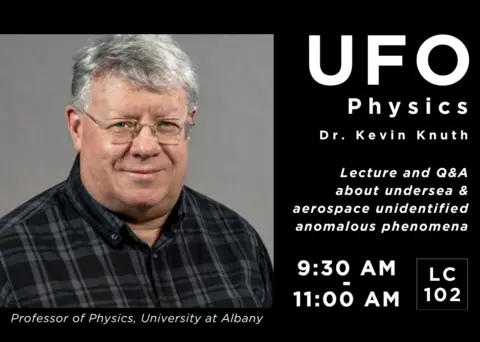 UFO
Physics
Dr. Kevin Knuth
Lecture and Q&A
about undersea &
aerospace unidentified
anomalous phenomena
9:30 AM
-
11:00 AM
LC
102
Professor of Physics, University at Albany